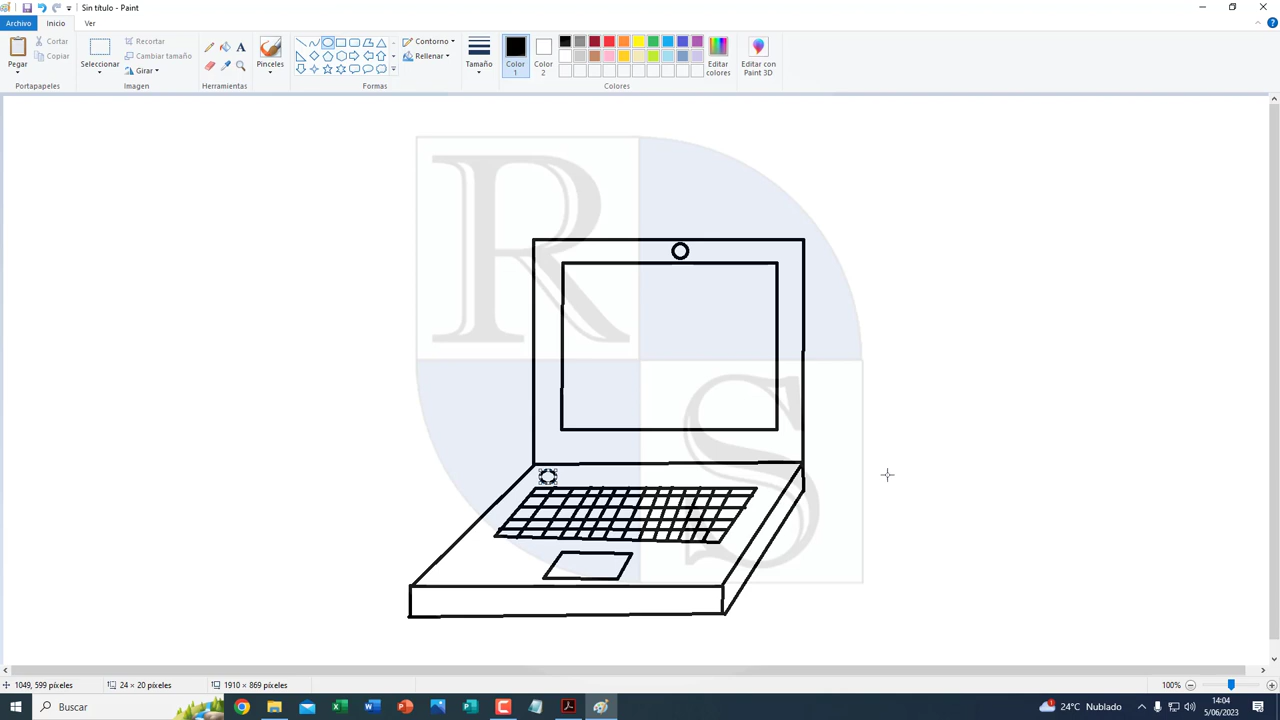 Sin título - Paint
Archivo Inicio Ver
Pegar
Cortar
Copiar
Portapapeles
Seleccionar
Recortar
Cambiar tamaño
Girar
Imagen
Herramientas
Pinceles
Contorno
Rellenar
Formas
Tamaño
Color 1
Color 2
Editar colores
Colores
Editar con Paint 3D
R
S
1049, 599 píxeles 24 × 20 píxeles 1910 × 869 píxeles 100%
Buscar
24°C Nublado
14:04
5/06/2023